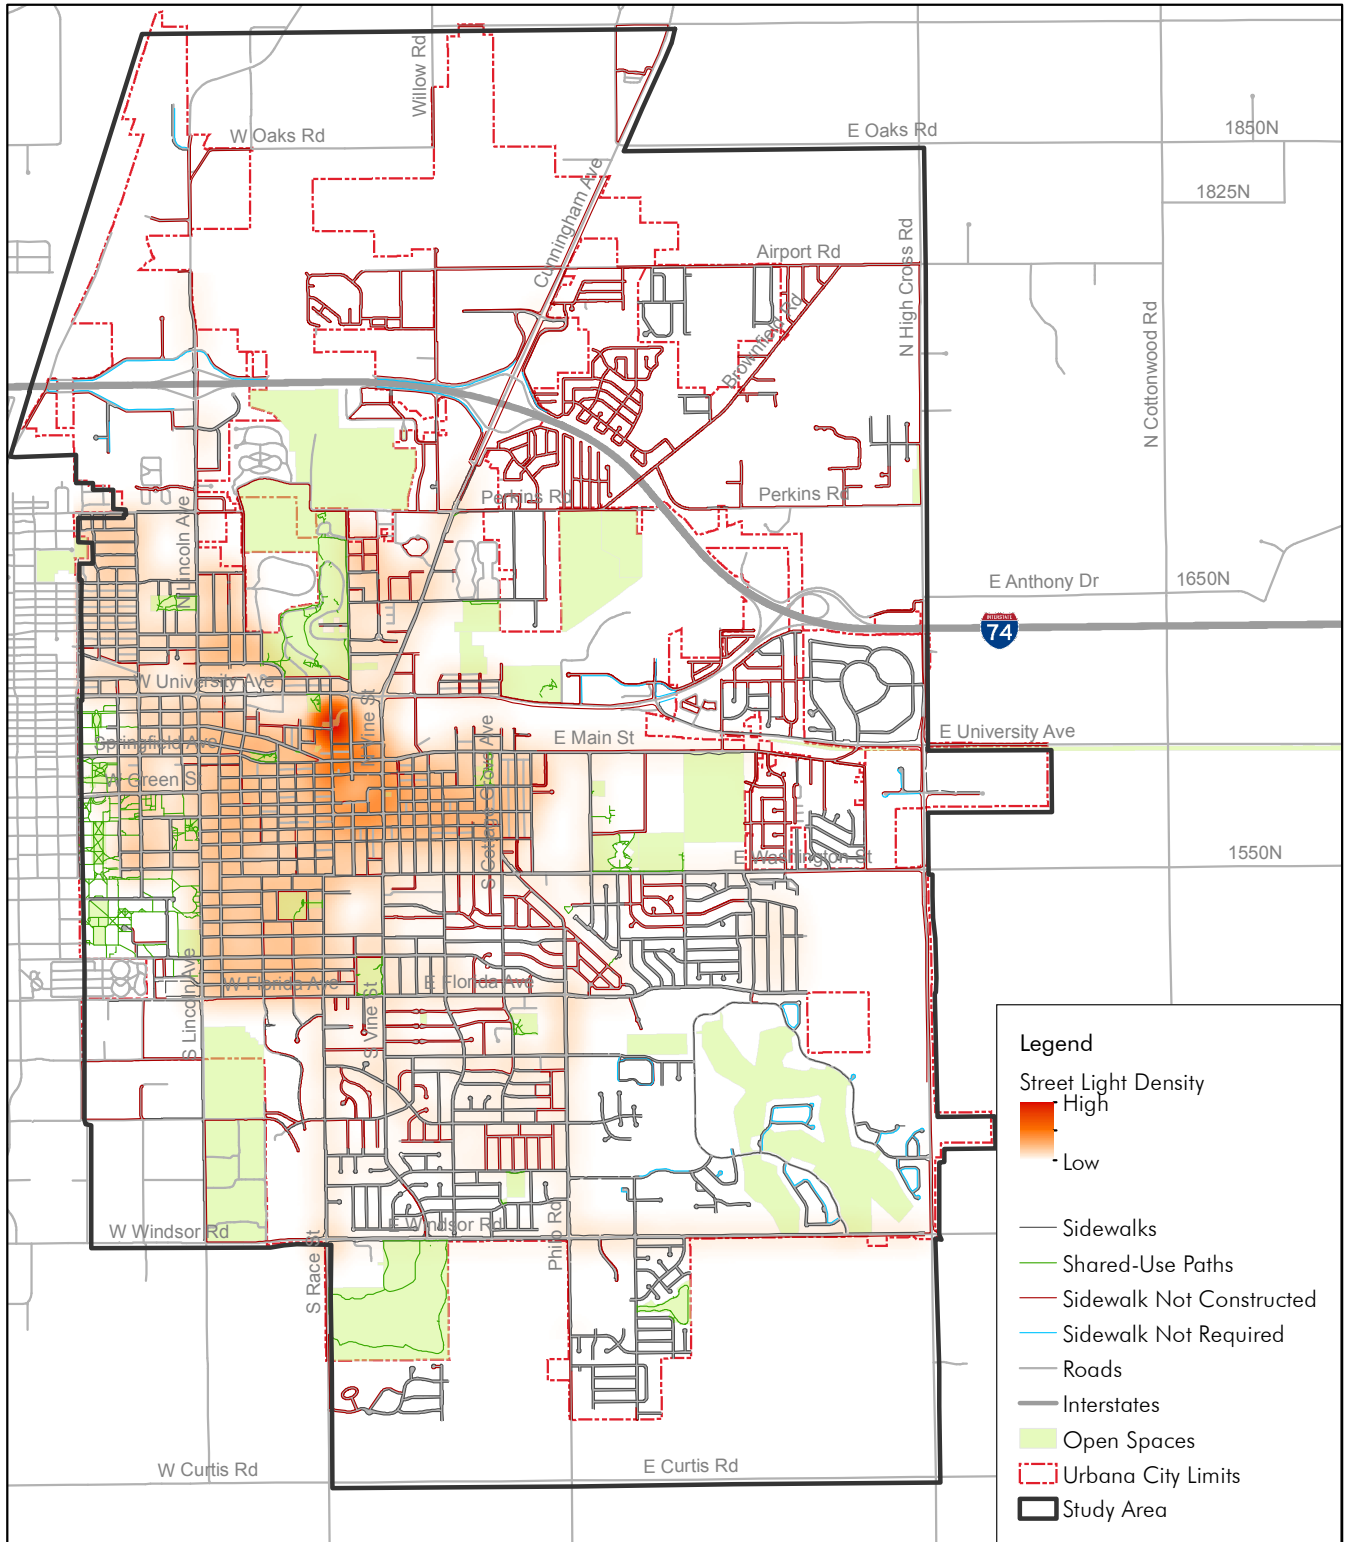 Willow Rd
W Oaks Rd
E Oaks Rd
1850N
1825N
Cunningham Ave
N High Cross Rd
Airport Rd
Brownfield Rd
N Cottonwood Rd
Perkins Rd
Perkins Rd
N Lincoln Ave
E Anthony Dr
1650N
INTERSTATE
74
W University Ave
N Vine St
Springfield Ave
S Cottage Grove Ave
E Main St
E University Ave
W Green S
E Washington St
1550N
W Florida Ave
E Florida Ave
S Lincoln Ave
S Vine St
W Windsor Rd
E Windsor Rd
S Race St
Philo Rd
W Curtis Rd
E Curtis Rd
Legend
Street Light Density
High
Low
Sidewalks
Shared-Use Paths
Sidewalk Not Constructed
Sidewalk Not Required
Roads
Interstates
Open Spaces
Urbana City Limits
Study Area